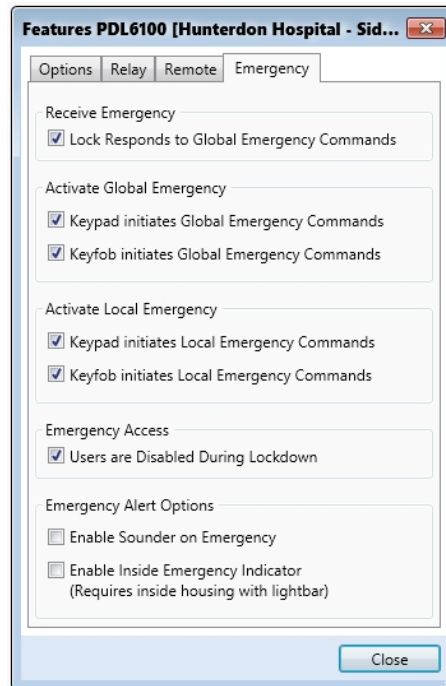 Features PDL6100 [Hunterdon Hospital - Sid...
Options Relay Remote Emergency
Receive Emergency
Lock Responds to Global Emergency Commands
Activate Global Emergency
Keypad initiates Global Emergency Commands
Keyfob initiates Global Emergency Commands
Activate Local Emergency
Keypad initiates Local Emergency Commands
Keyfob initiates Local Emergency Commands
Emergency Access
Users are Disabled During Lockdown
Emergency Alert Options
Enable Sounder on Emergency
Enable Inside Emergency Indicator
(Requires inside housing with lightbar)
Close